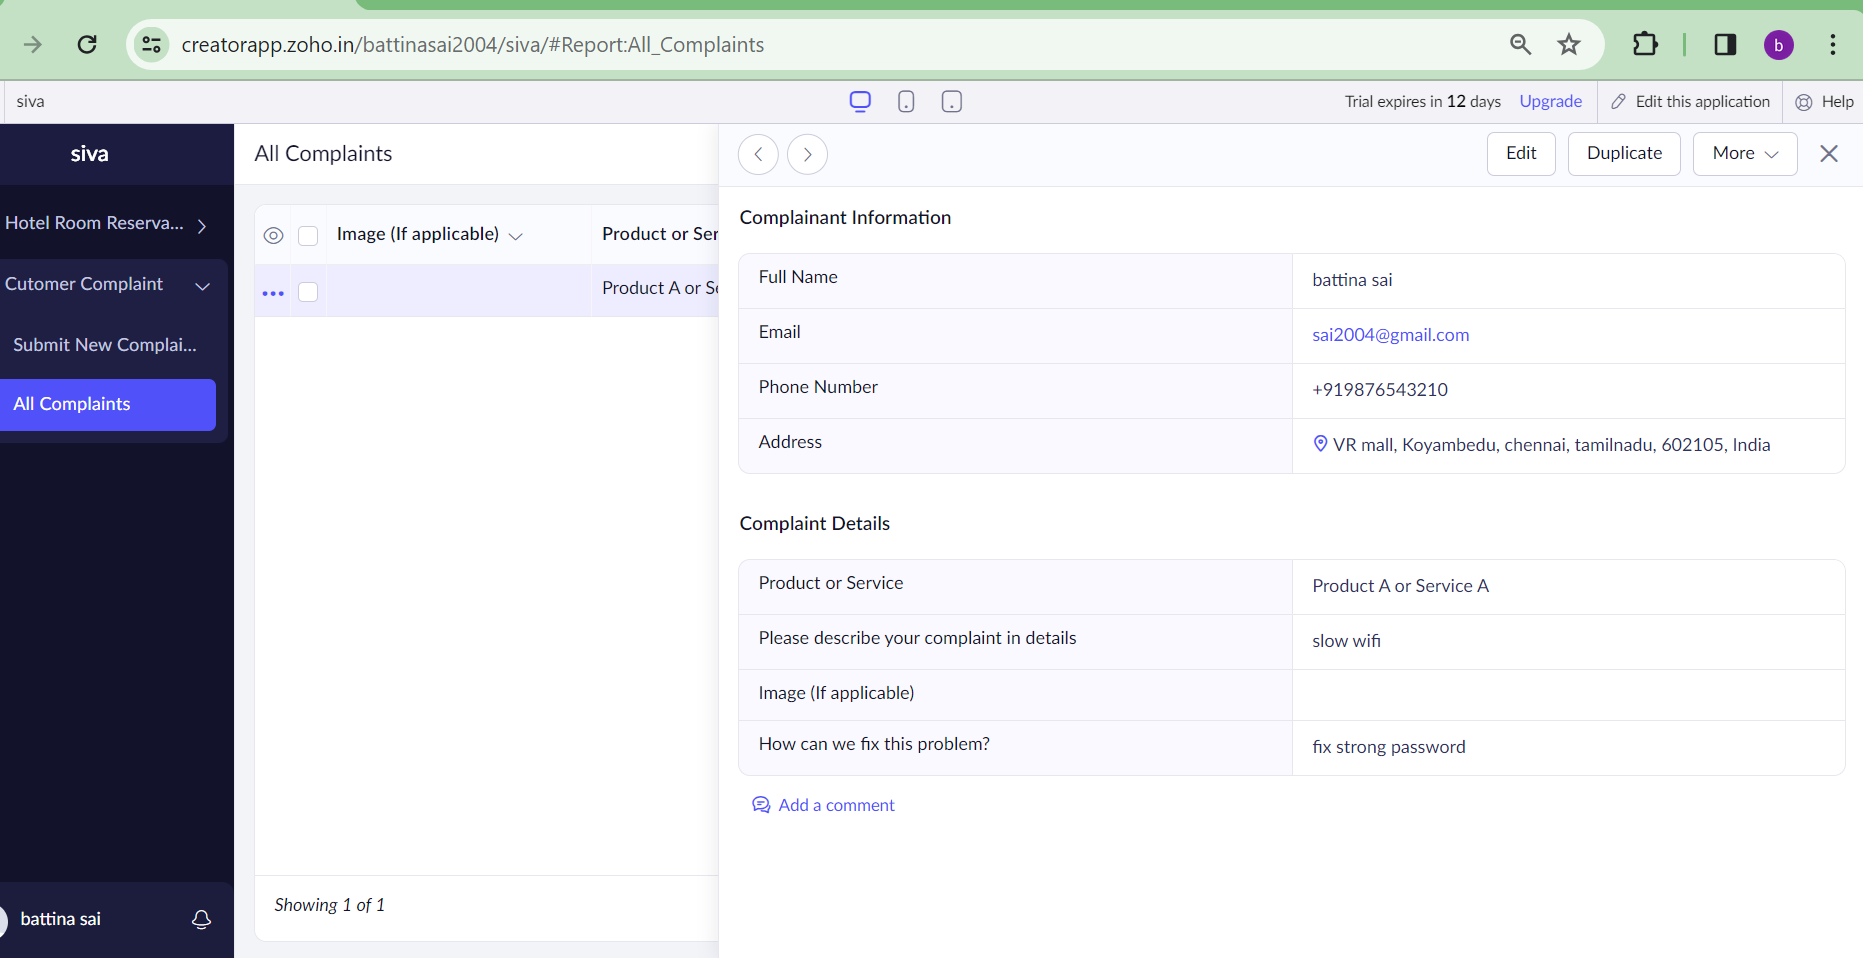 creatorapp.zoho.in/battinasai2004/siva/#Report:All_Complaints
b
siva
Trial expires in 12 days Upgrade
Edit this application
Help
siva
Hotel Room Reserva...
Cutomer Complaint
Submit New Complai...
All Complaints
battina sai
All Complaints
Image (If applicable)
Product or Ser
Product A or Se
Showing 1 of 1
Edit
Duplicate
More
Complainant Information
Full Name
battina sai
Email
sai2004@gmail.com
Phone Number
+919876543210
Address
VR mall, Koyambedu, chennai, tamilnadu, 602105, India
Complaint Details
Product or Service
Product A or Service A
Please describe your complaint in details
slow wifi
Image (If applicable)
How can we fix this problem?
fix strong password
Add a comment